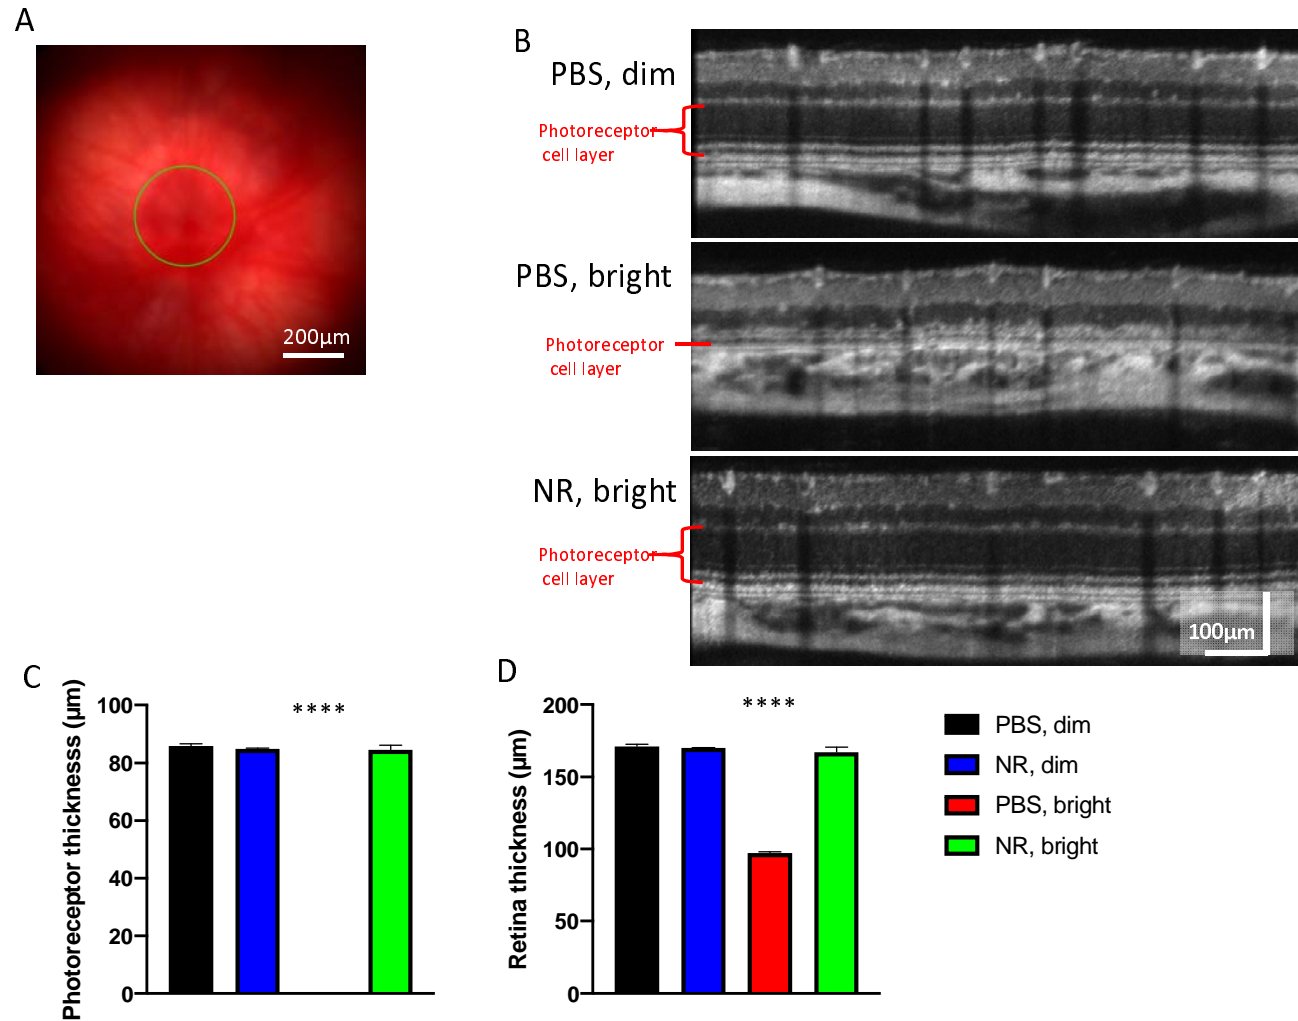 A
200µm
B
PBS, dim
Photoreceptor
cell layer
PBS, bright
Photoreceptor
cell layer
NR, bright
Photoreceptor
cell layer
100µm
C
Photoreceptor thicknesss (µm)
100
80
60
40
20
0
****
D
Retina thickness (µm)
200
150
100
50
0
****
PBS, dim
NR, dim
PBS, bright
NR, bright